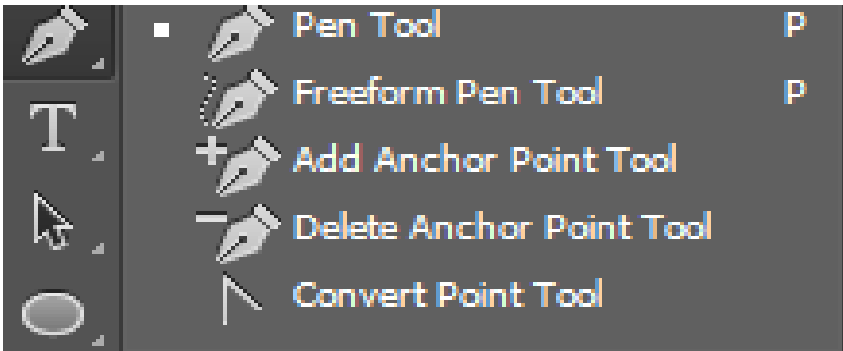 Pen Tool P
Freeform Pen Tool P
T
Add Anchor Point Tool
Delete Anchor Point Tool
Convert Point Tool